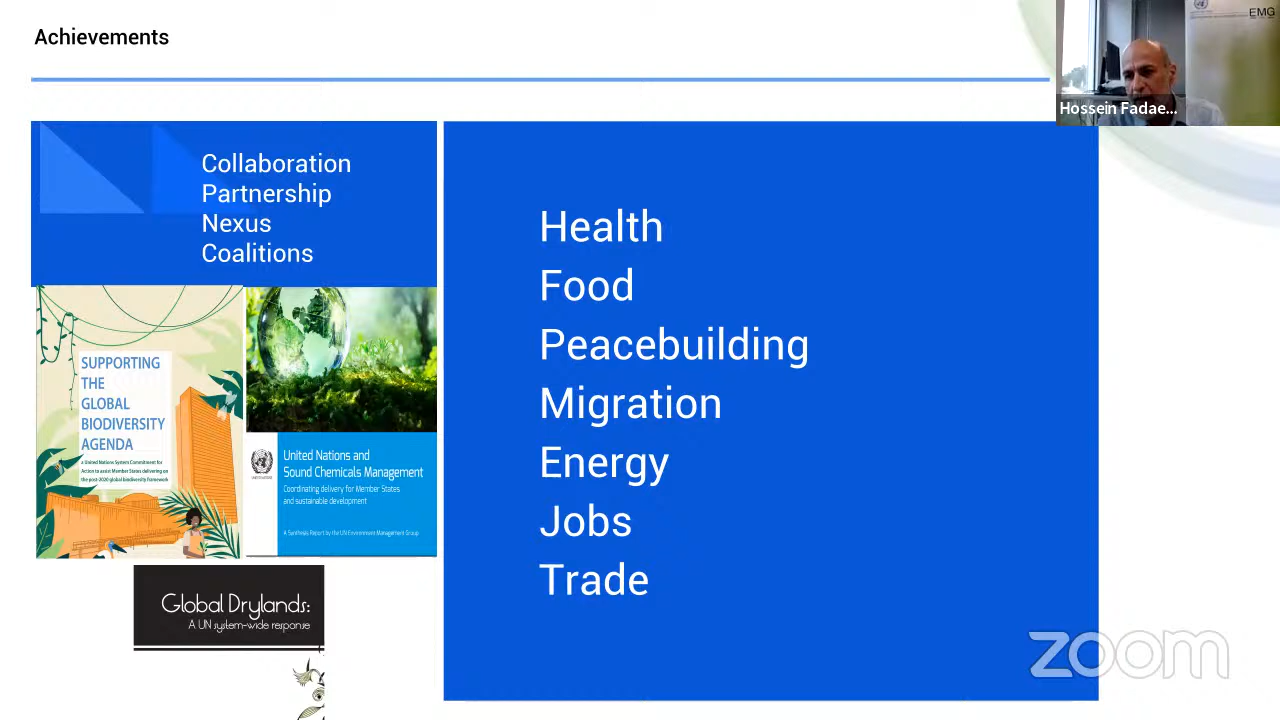 Achievements
EMG
Hossein Fadae...
Collaboration
Partnership
Nexus
Coalitions
Health
Food
Peacebuilding
Migration
Energy
Jobs
Trade
SUPPORTING
THE
GLOBAL
BIODIVERSITY
AGENDA
a United Nations System Commitment for
Action to assist Member States delivering on
the post-2020 global biodiversity framework
United Nations and
Sound Chemicals Management
Coordinating delivery for Member States
and sustainable development
A Synthesis Report by the UN Environment Management Group
Global Drylands:
A UN system-wide response
zoom